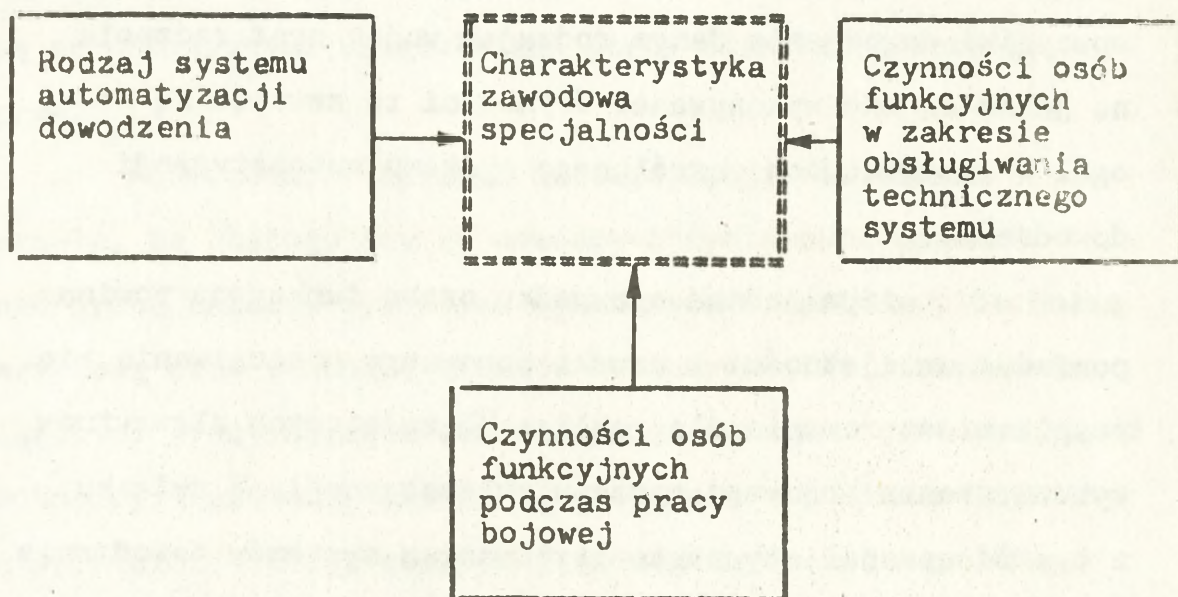 Rodzaj systemu
automatyzacji
dowodzenia
Charakterystyka
zawodowa
specjalności
Czynności osób
funkcyjnych
w zakresie
obsługiwania
technicznego
systemu
Czynności osób
funkcyjnych
podczas pracy
bojowej